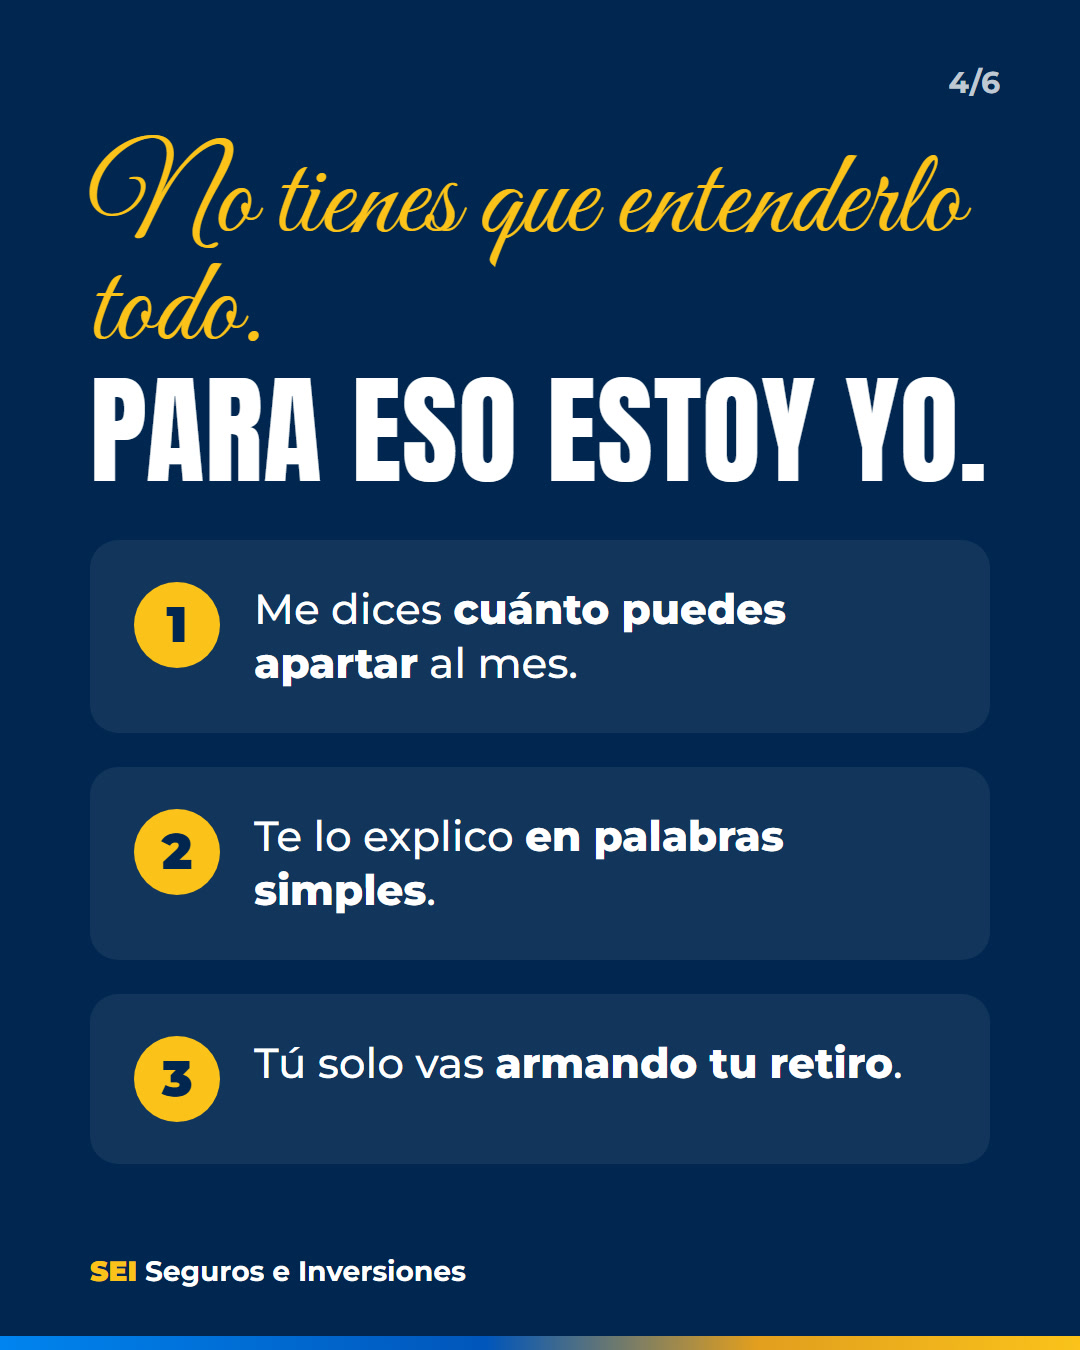 4/6
No tienes que entenderlo
todo.
PARA ESO ESTOY YO.
1
Me dices cuánto puedes
apartar al mes.
2
Te lo explico en palabras
simples.
3
Tú solo vas armando tu retiro.
SEI Seguros e Inversiones